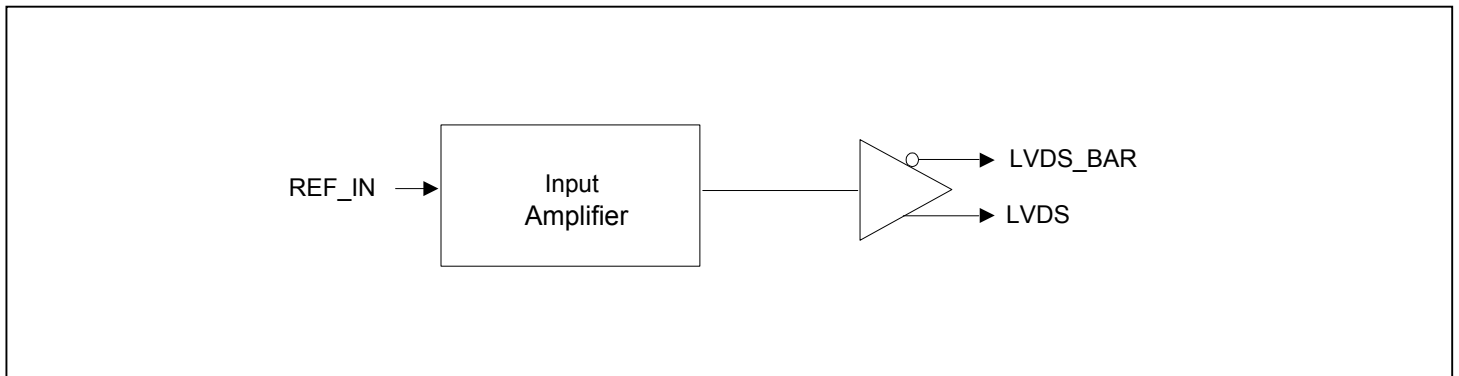 REF_IN
Input
Amplifier
LVDS_BAR
LVDS